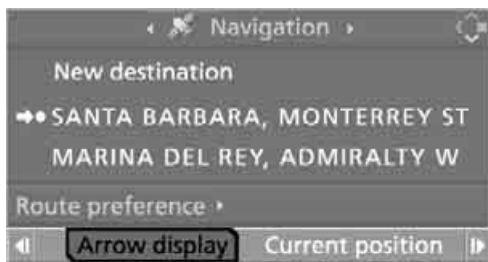 Navigation
New destination
SANTA BARBARA, MONTERREY ST
MARINA DEL REY, ADMIRALTY W
Route preference
Arrow display Current position